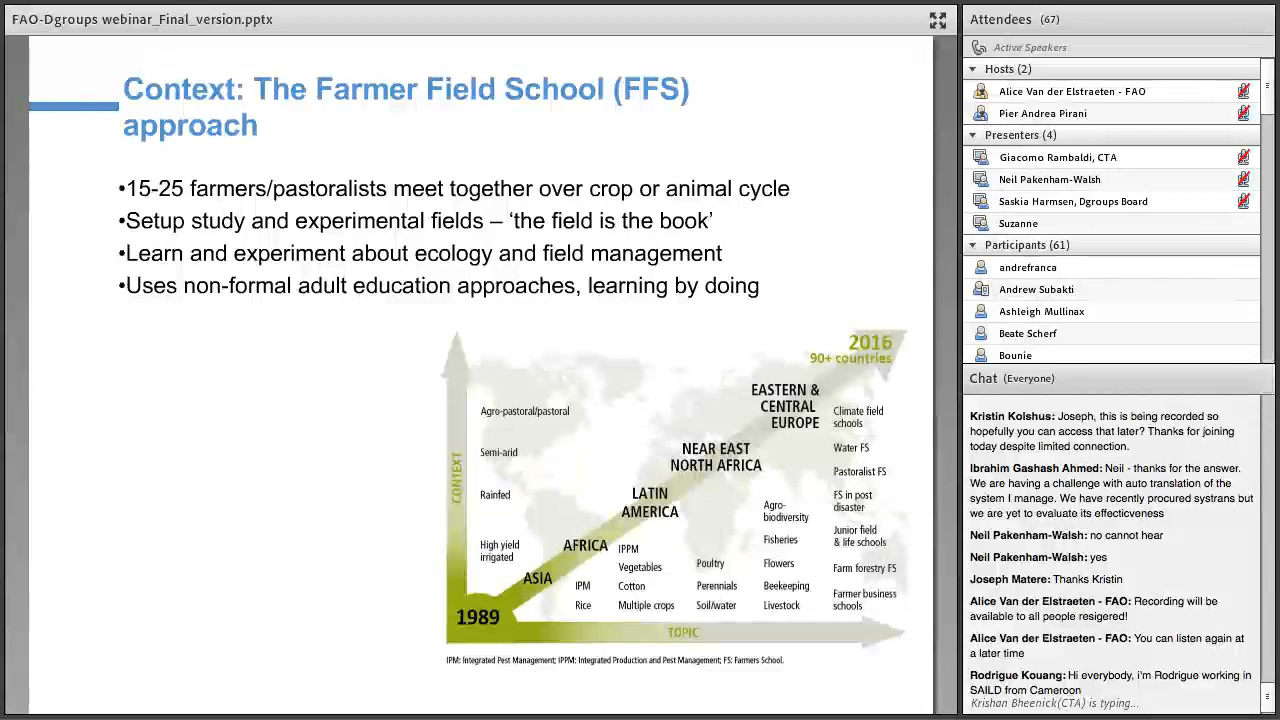 FAO-Dgroups webinar_Final_version.pptx
Context: The Farmer Field School (FFS)
approach
•15-25 farmers/pastoralists meet together over crop or animal cycle
•Setup study and experimental fields – ‘the field is the book’
•Learn and experiment about ecology and field management
•Uses non-formal adult education approaches, learning by doing
2016
90+ countries
EASTERN &
CENTRAL
EUROPE
NEAR EAST
NORTH AFRICA
LATIN
AMERICA
AFRICA
ASIA
1989
CONTEXT
Agro-pastoral/pastoral
Semi-arid
Rainfed
High yield
irrigated
IPM
Rice
IPPM
Vegetables
Cotton
Multiple crops
Poultry
Perennials
Soil/water
Agro-
biodiversity
Fisheries
Flowers
Beekeeping
Livestock
Climate field
schools
Water FS
Pastoralist FS
FS in post
disaster
Junior field
& life schools
Farm forestry FS
Farmer business
schools
TOPIC
IPM: Integrated Pest Management; IPPM: Integrated Production and Pest Management; FS: Farmers School.
Attendees (67)
Active Speakers
Hosts (2)
Alice Van der Elstraeten - FAO
Pier Andrea Pirani
Presenters (4)
Giacomo Rambaldi, CTA
Neil Pakenham-Walsh
Saskia Harmsen, Dgroups Board
Suzanne
Participants (61)
andrefranca
Andrew Subakti
Ashleigh Mullinax
Beate Scherf
Bounie
Chat (Everyone)
Kristin Kolshus: Joseph, this is being recorded so
hopefully you can access that later? Thanks for joining
today despite limited connection.
Ibrahim Gashash Ahmed: Neil - thanks for the answer.
We are having a challenge with auto translation of the
system I manage. We have recently procured systrans but
we are yet to evaluate its effecticveness
Neil Pakenham-Walsh: no cannot hear
Neil Pakenham-Walsh: yes
Joseph Matere: Thanks Kristin
Alice Van der Elstraeten - FAO: Recording will be
available to all people resigered!
Alice Van der Elstraeten - FAO: You can listen again at
a later time
Rodrigue Kouang: Hi everybody, i'm Rodrigue working in
SAILD from Cameroon
Krishan Bheenick(CTA) is typing...